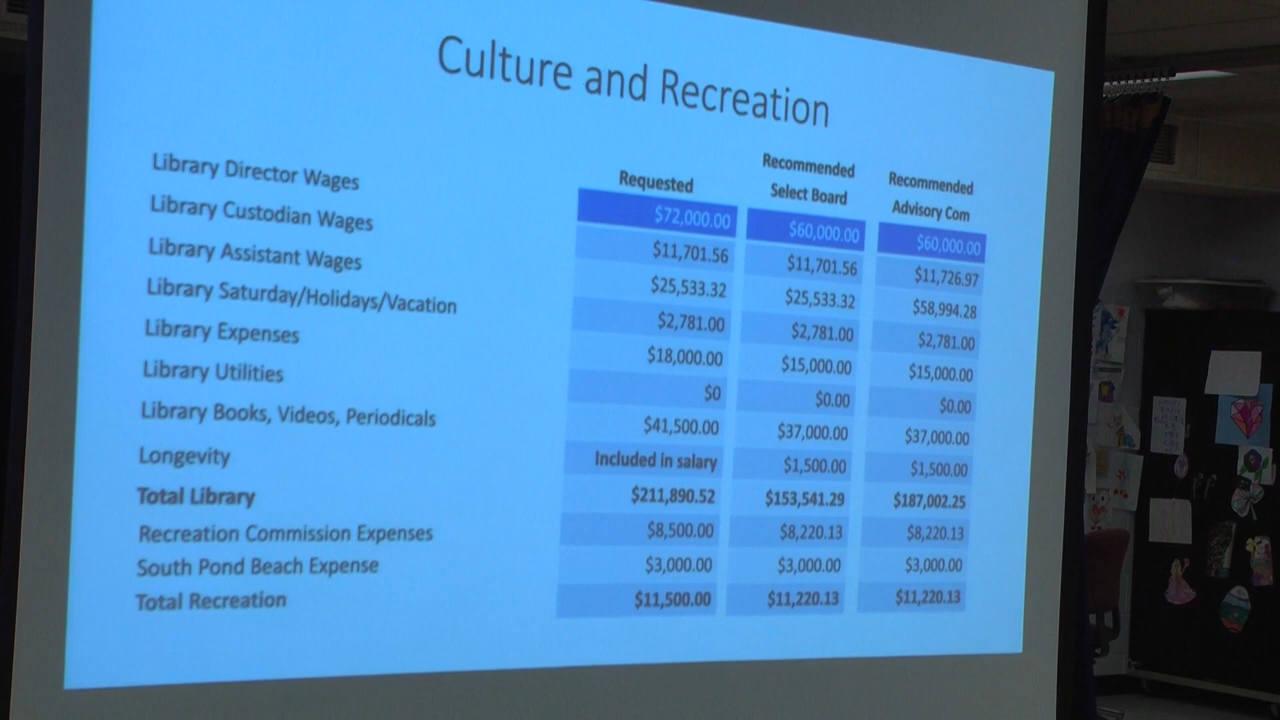 Culture and Recreation
Requested Recommended Select Board Recommended Advisory Com
Library Director Wages $72,000.00 $60,000.00 $60,000.00
Library Custodian Wages $11,701.56 $11,701.56 $11,726.97
Library Assistant Wages $25,533.32 $25,533.32 $58,994.28
Library Saturday/Holidays/Vacation $2,781.00 $2,781.00 $2,781.00
Library Expenses $18,000.00 $15,000.00 $15,000.00
Library Utilities $0 $0.00 $0.00
Library Books, Videos, Periodicals $41,500.00 $37,000.00 $37,000.00
Longevity Included in salary $1,500.00 $1,500.00
Total Library $211,890.52 $153,541.29 $187,002.25
Recreation Commission Expenses $8,500.00 $8,220.13 $8,220.13
South Pond Beach Expense $3,000.00 $3,000.00 $3,000.00
Total Recreation $11,500.00 $11,220.13 $11,220.13